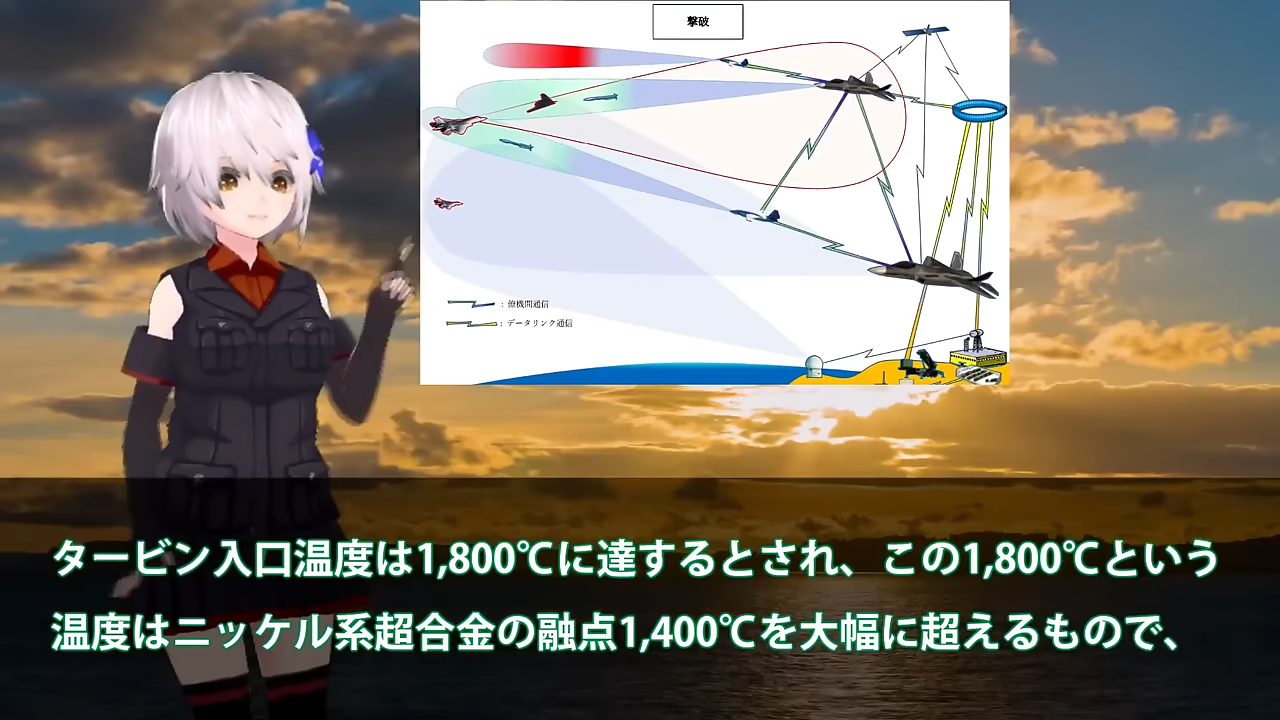 撃破
：僚機間通信
：データリンク通信
タービン入口温度は1,800℃に達するとされ、この1,800℃という
温度はニッケル系超合金の融点1,400℃を大幅に超えるもので、